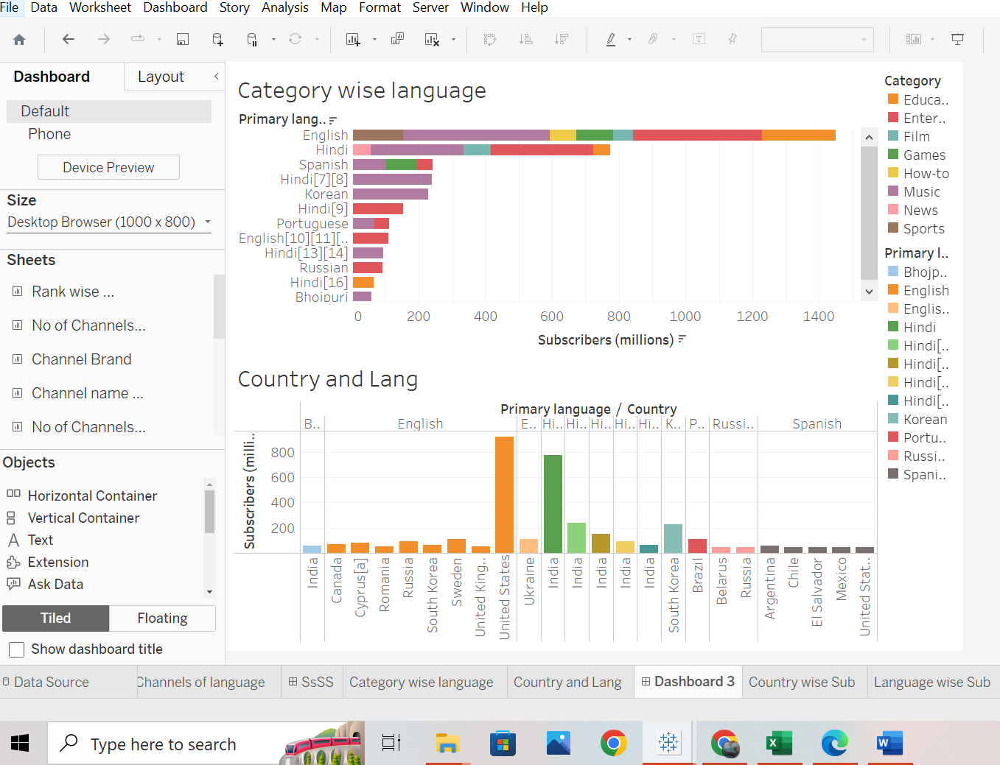 File Data Worksheet Dashboard Story Analysis Map Format Server Window Help
Dashboard Layout
Default
Phone
Device Preview
Size
Desktop Browser (1000 x 800)
Sheets
Rank wise ...
No of Channels...
Channel Brand
Channel name ...
No of Channels...
Objects
Horizontal Container
Vertical Container
Text
Extension
Ask Data
Tiled Floating
Show dashboard title
Category wise language
Primary lang..
English
Hindi
Spanish
Hindi[7][8]
Korean
Hindi[9]
Portuguese
English[10][11][..
Hindi[13][14]
Russian
Hindi[16]
Bhojpuri
0 200 400 600 800 1000 1200 1400
Subscribers (millions)
Country and Lang
Primary language / Country
B.. English E.. Hi.. Hi.. Hi.. Hi.. Hi.. K.. P.. Russi.. Spanish
Subscribers (milli..
800
600
400
200
India
Canada
Cyprus[a]
Romania
Russia
South Korea
Sweden
United King..
United States
Ukraine
India
India
India
India
India
South Korea
Brazil
Belarus
Russia
Argentina
Chile
El Salvador
Mexico
United Stat..
Category
Educa..
Enter..
Film
Games
How-to
Music
News
Sports
Primary l..
Bhojp..
English
Englis..
Hindi
Hindi[..
Hindi[..
Hindi[..
Hindi[..
Korean
Portu..
Russi..
Spani..
Data Source Channels of language SsSS Category wise language Country and Lang Dashboard 3 Country wise Sub Language wise Sub
Type here to search